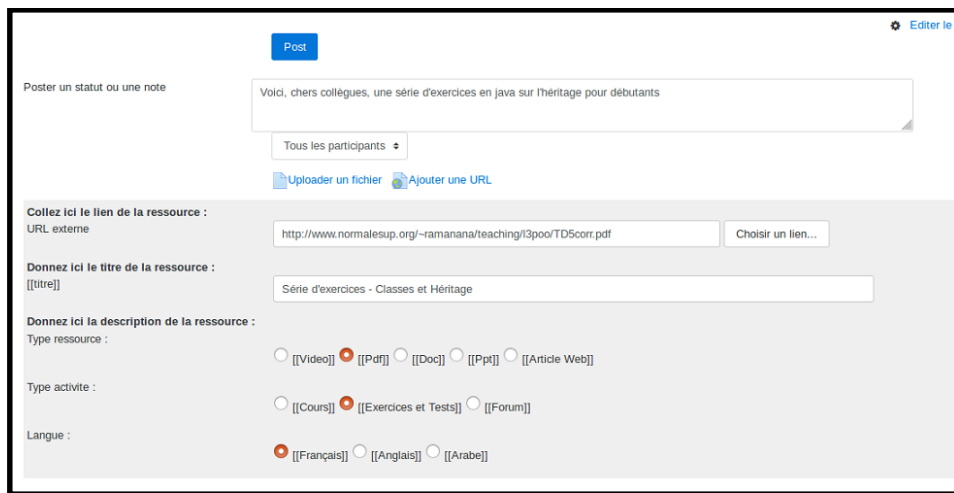 Editer le
Post
Poster un statut ou une note
Voici, chers collègues, une série d'exercices en java sur l'héritage pour débutants
Tous les participants
Uploader un fichier Ajouter une URL
Collez ici le lien de la ressource :
URL externe
http://www.normalesup.org/~ramanana/teaching/l3poo/TD5corr.pdf Choisir un lien...
Donnez ici le titre de la ressource :
[[titre]]
Série d'exercices - Classes et Héritage
Donnez ici la description de la ressource :
Type ressource :
[[Video]] [[Pdf]] [[Doc]] [[Ppt]] [[Article Web]]
Type activite :
[[Cours]] [[Exercices et Tests]] [[Forum]]
Langue :
[[Français]] [[Anglais]] [[Arabe]]